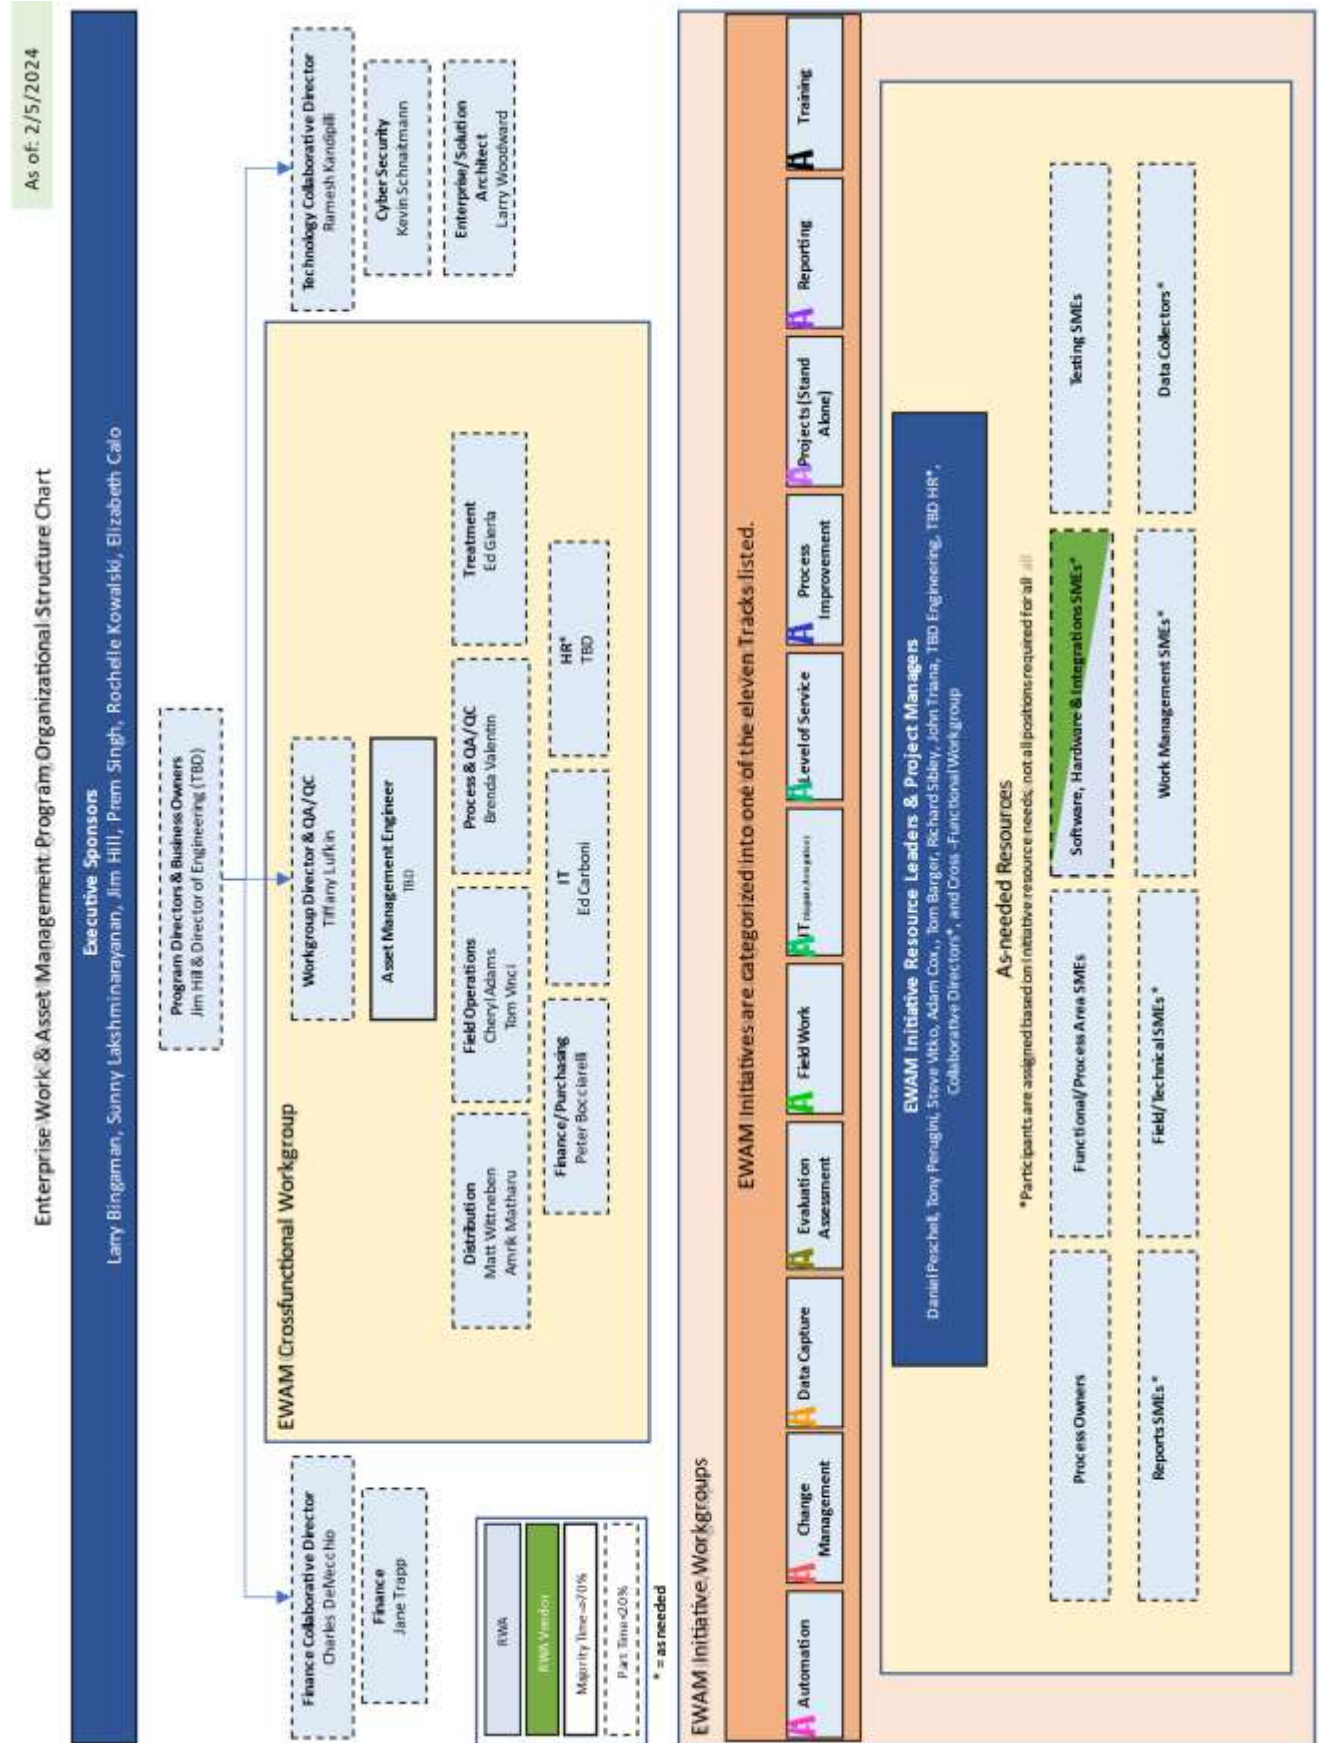 As of: 2/5/2024
Enterprise Work & Asset Management Program Organizational Structure Chart
Executive Sponsors
Larry Bingaman, Sunny Lakshminarayanan, Jim Hill, Prem Singh, Rochelle Kowalski, Elizabeth Calo
Program Directors & Business Owners
Jim Hill & Director of Engineering (TBD)
Finance Collaborative Director
Charles DelVecchio
Finance
Jane Trapp
Workgroup Director & QA/QC
Tiffany Lufkin
Technology Collaborative Director
Ramesh Kandipilli
Cyber Security
Kevin Schnaitmann
Enterprise/Solution
Architect
Larry Woodward
EWAM Crossfunctional Workgroup
Asset Management Engineer
TBD
Distribution
Matt Wittneben
Amrik Matharu
Field Operations
Cheryl Adams
Tom Vinci
Process & QA/QC
Brenda Valentin
Treatment
Ed Gierla
Finance/Purchasing
Peter Bocciarelli
IT
Ed Carboni
HR*
TBD
RWA
RWA Vendor
Majority Time =>70%
Part Time<20%
* = as needed
EWAM Initiative Workgroups
EWAM Initiatives are categorized into one of the eleven Tracks listed.
A Automation
A Change
Management
A Data Capture
A Evaluation
Assessment
A Field Work
A IT
A Level of Service
A Process
Improvement
A Projects (Stand
Alone)
A Reporting
A Training
EWAM Initiative Resource Leaders & Project Managers
Daniel Peschell, Tony Perugini, Steve Vitko, Adam Cox,, Tom Barger, Richard Sibley, John Triana, TBD Engineering, TBD HR*,
Collaborative Directors*, and Cross -Functional Workgroup
As-needed Resources
*Participants are assigned based on Initiative resource needs; not all positions required for all all
Process Owners
Functional/Process Area SMEs
Software, Hardware & Integrations SMEs*
Testing SMEs
Reports SMEs*
Field/Technical SMEs*
Work Management SMEs*
Data Collectors*